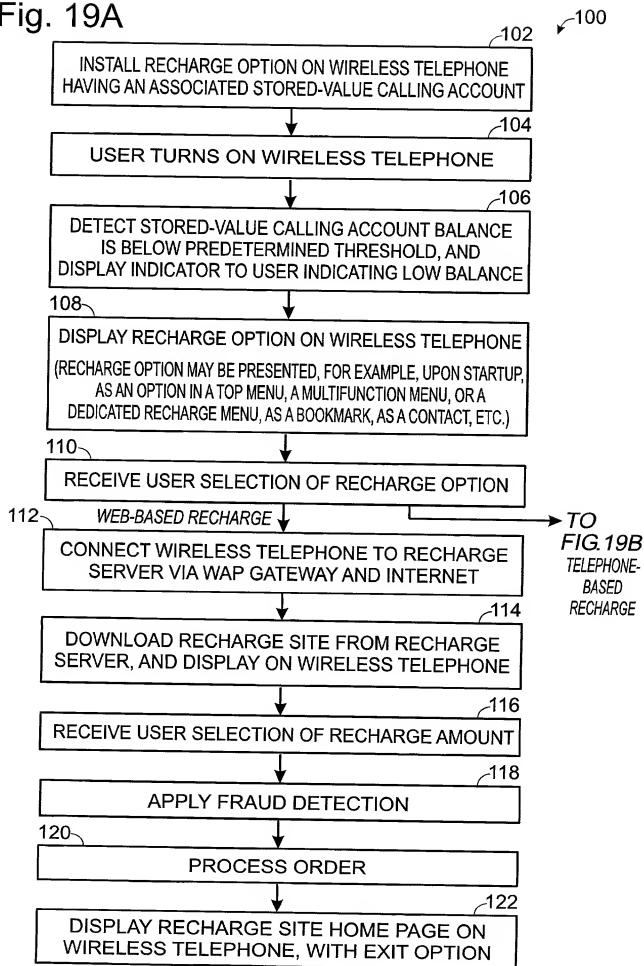 Fig. 19A
100
102
INSTALL RECHARGE OPTION ON WIRELESS TELEPHONE
HAVING AN ASSOCIATED STORED-VALUE CALLING ACCOUNT
104
USER TURNS ON WIRELESS TELEPHONE
106
DETECT STORED-VALUE CALLING ACCOUNT BALANCE
IS BELOW PREDETERMINED THRESHOLD, AND
DISPLAY INDICATOR TO USER INDICATING LOW BALANCE
108
DISPLAY RECHARGE OPTION ON WIRELESS TELEPHONE
(RECHARGE OPTION MAY BE PRESENTED, FOR EXAMPLE, UPON STARTUP,
AS AN OPTION IN A TOP MENU, A MULTIFUNCTION MENU, OR A
DEDICATED RECHARGE MENU, AS A BOOKMARK, AS A CONTACT, ETC.)
110
RECEIVE USER SELECTION OF RECHARGE OPTION
WEB-BASED RECHARGE
TO
FIG.19B
TELEPHONE-
BASED
RECHARGE
112
CONNECT WIRELESS TELEPHONE TO RECHARGE
SERVER VIA WAP GATEWAY AND INTERNET
114
DOWNLOAD RECHARGE SITE FROM RECHARGE
SERVER, AND DISPLAY ON WIRELESS TELEPHONE
116
RECEIVE USER SELECTION OF RECHARGE AMOUNT
118
APPLY FRAUD DETECTION
120
PROCESS ORDER
122
DISPLAY RECHARGE SITE HOME PAGE ON
WIRELESS TELEPHONE, WITH EXIT OPTION